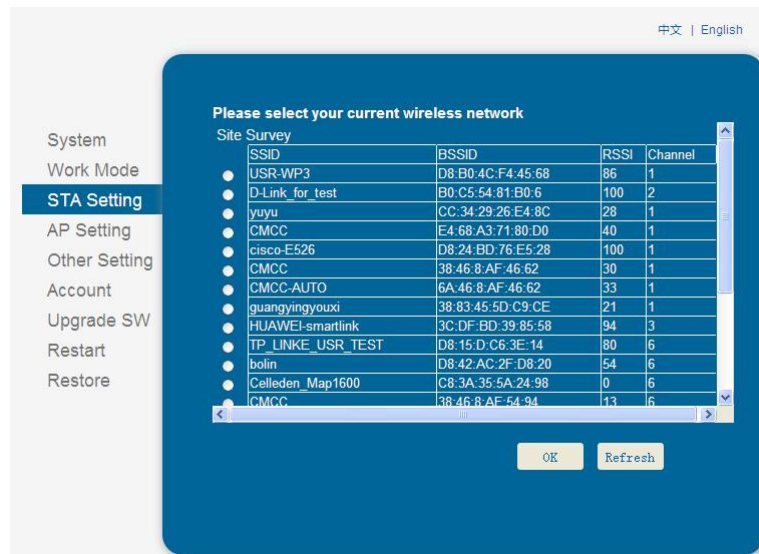 中文 | English
Please select your current wireless network
Site Survey
System
Work Mode
STA Setting
AP Setting
Other Setting
Account
Upgrade SW
Restart
Restore
SSID BSSID RSSI Channel
USR-WP3 D8:B0:4C:F4:45:68 86 1
D-Link_for_test B0:C5:54:81:B0:6 100 2
yuyu CC:34:29:26:E4:8C 28 1
CMCC E4:68:A3:71:80:D0 40 1
cisco-E526 D8:24:BD:76:E5:28 100 1
CMCC 38:46:8:AF:46:62 30 1
CMCC-AUTO 6A:46:8:AF:46:62 33 1
guangyingyouxi 38:83:45:5D:C9:CE 21 1
HUAWEI-smartlink 3C:DF:BD:39:85:58 94 3
TP_LINKE_USR_TEST D8:15:D:C6:3E:14 80 6
bolin D8:42:AC:2F:D8:20 54 6
Celleden_Map1600 C8:3A:35:5A:24:98 0 6
CMCC 38:46:8:AF:54:94 13 6
OK Refresh